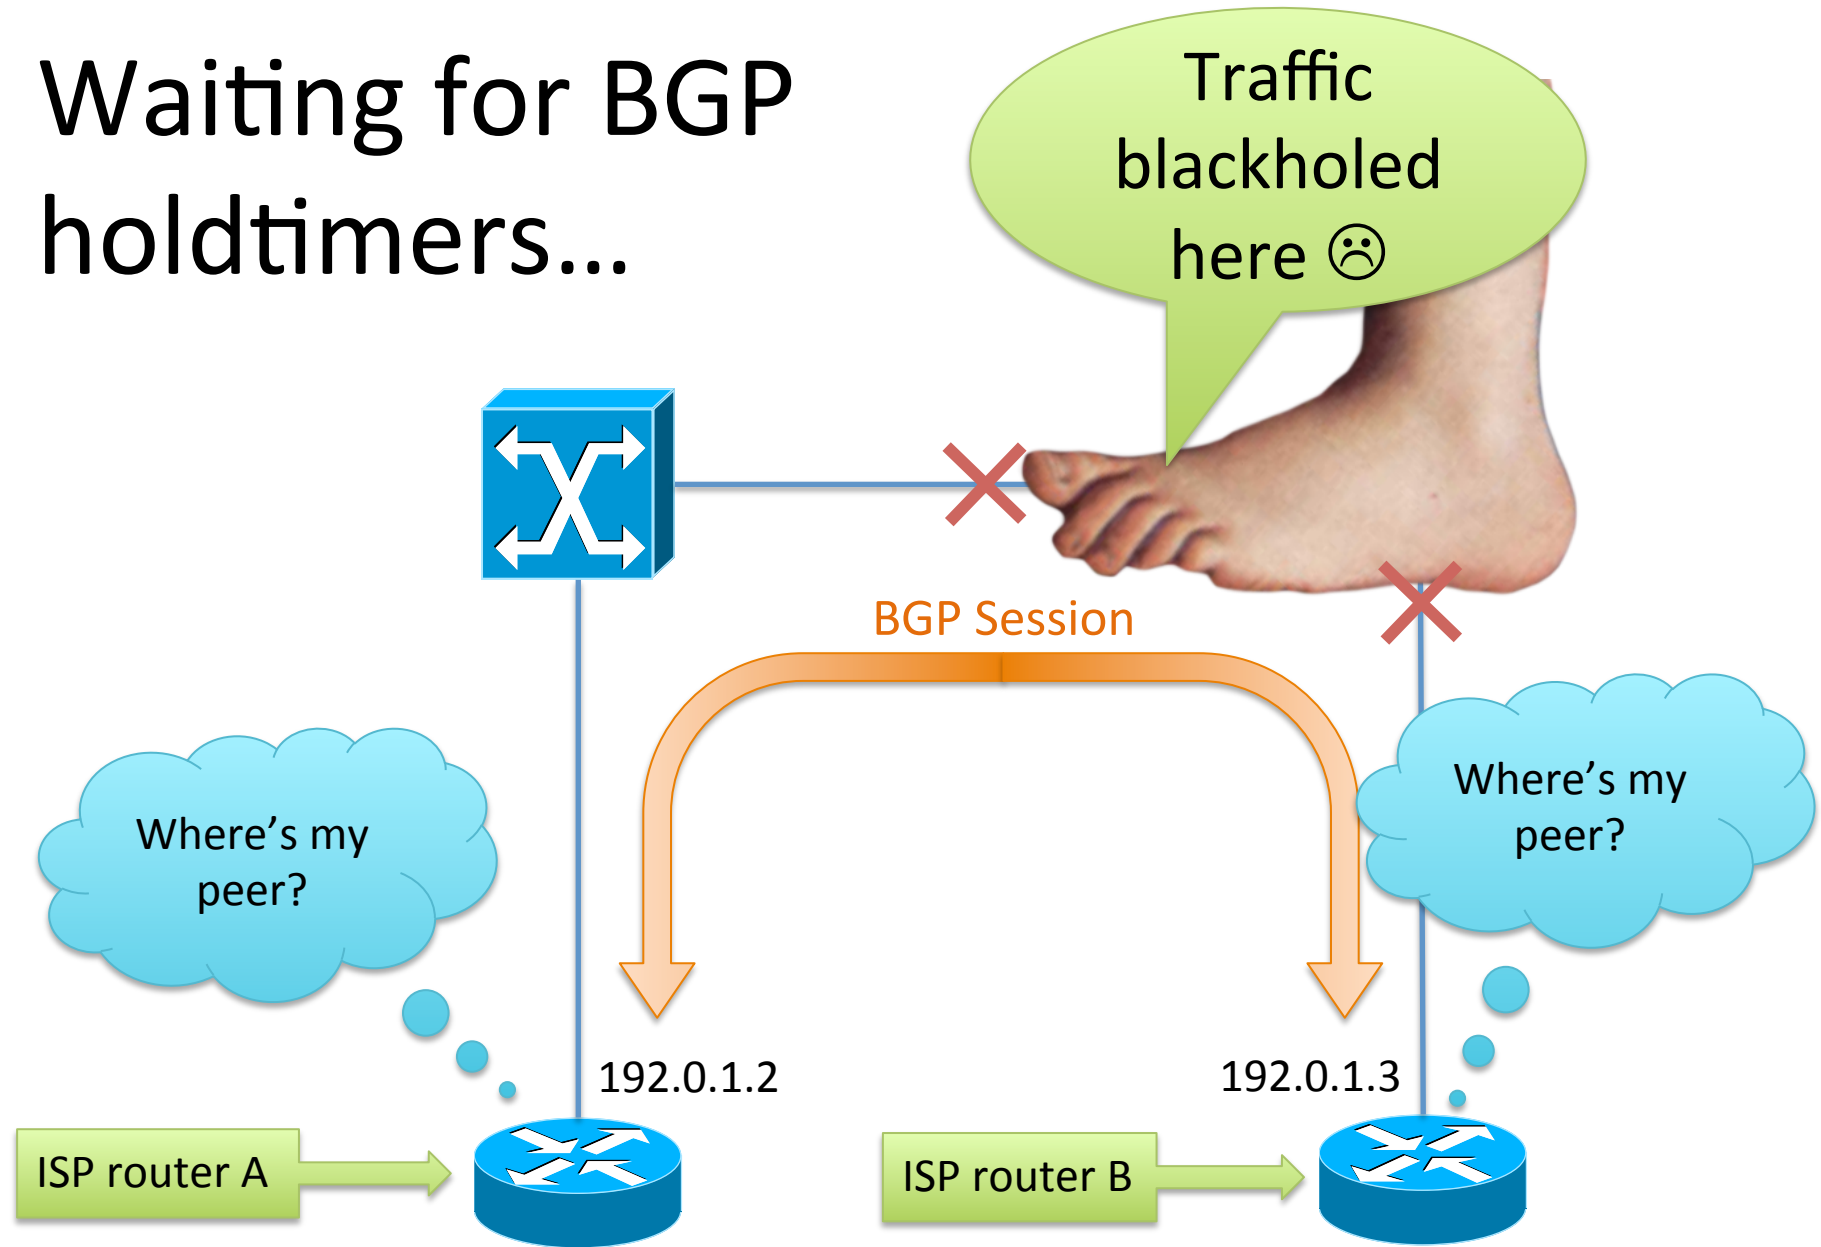 Waiting for BGP
holdtimers...
Traffic
blackholed
here ☹
BGP Session
Where’s my
peer?
Where’s my
peer?
192.0.1.2
192.0.1.3
ISP router A
ISP router B